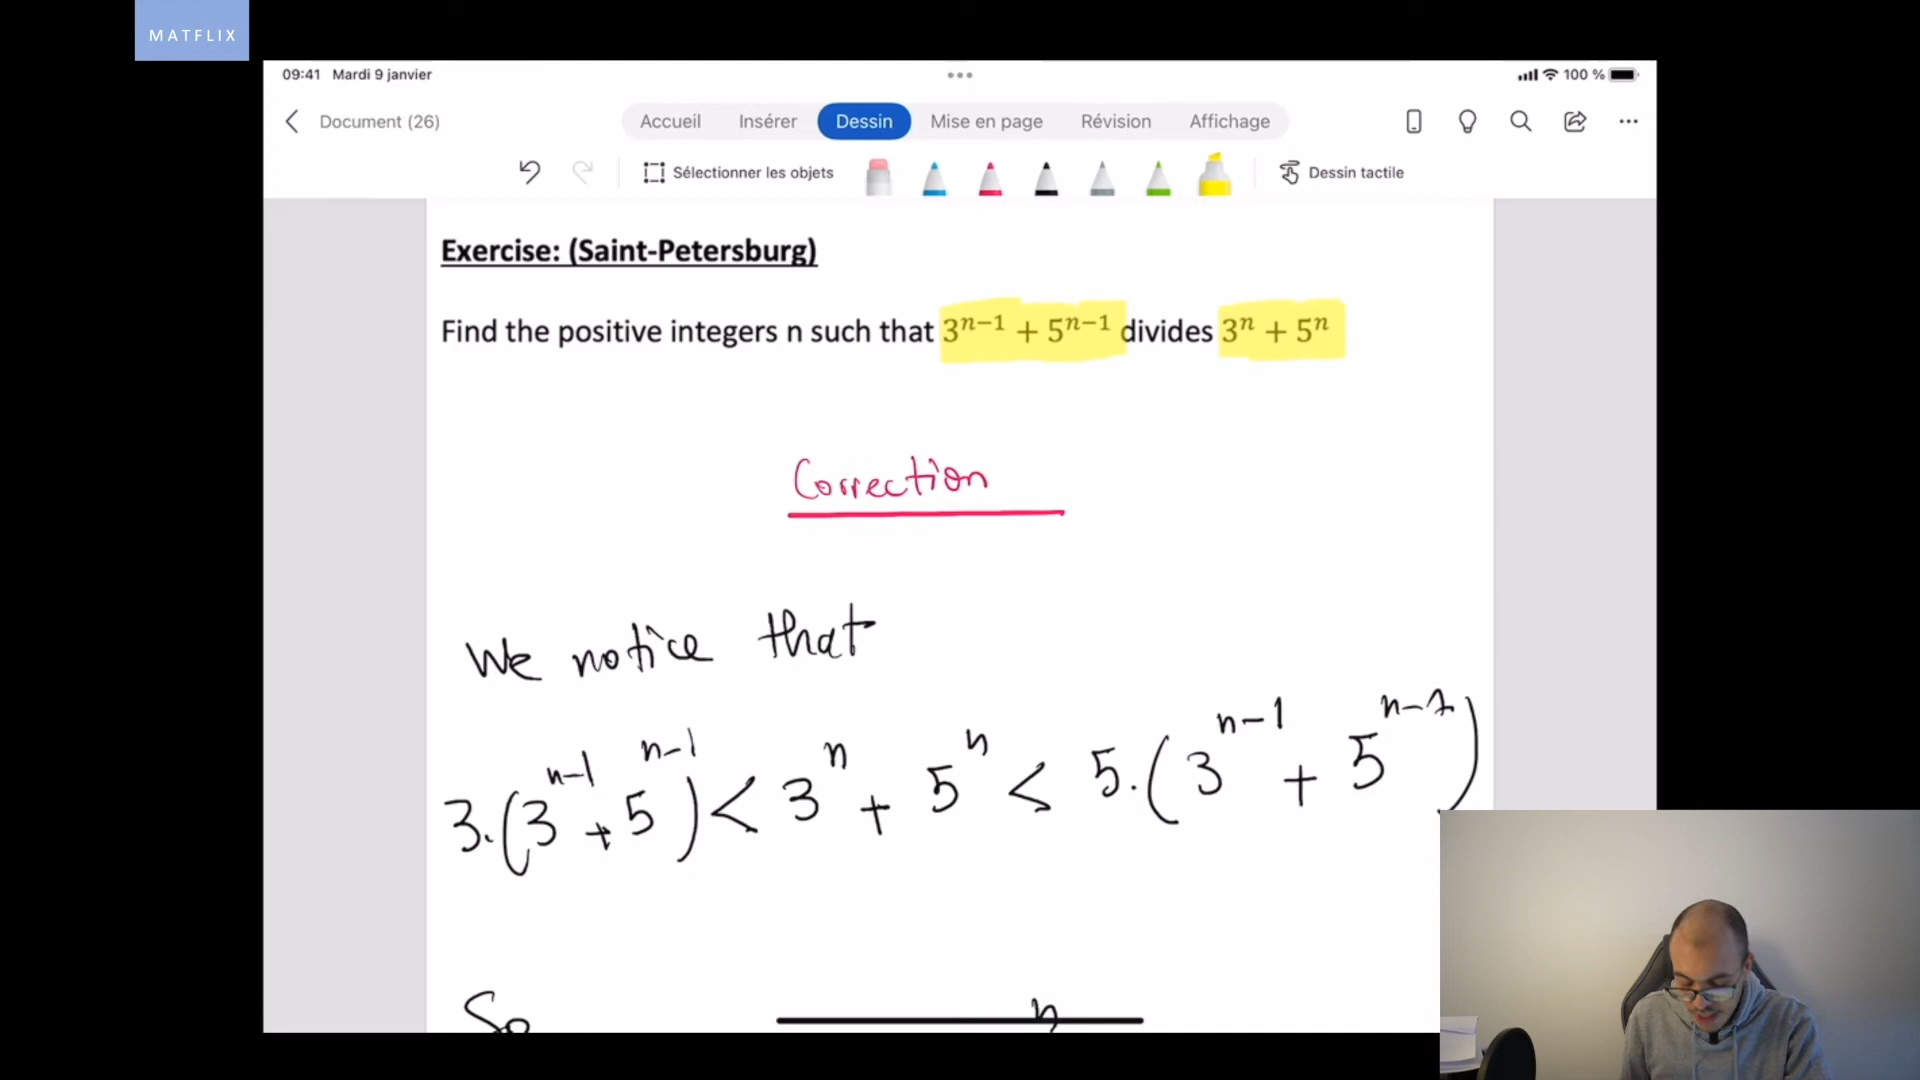 MATFLIX
09:41 Mardi 9 janvier
100 %
Document (26)
Accueil Insérer Dessin Mise en page Révision Affichage
Sélectionner les objets
Dessin tactile
Exercise: (Saint-Petersburg)
Find the positive integers n such that 3^{n-1} + 5^{n-1} divides 3^n + 5^n
Correction
We notice that
3.(3^{n-1} + 5^{n-1}) < 3^n + 5^n < 5.(3^{n-1} + 5^{n-1})
So n